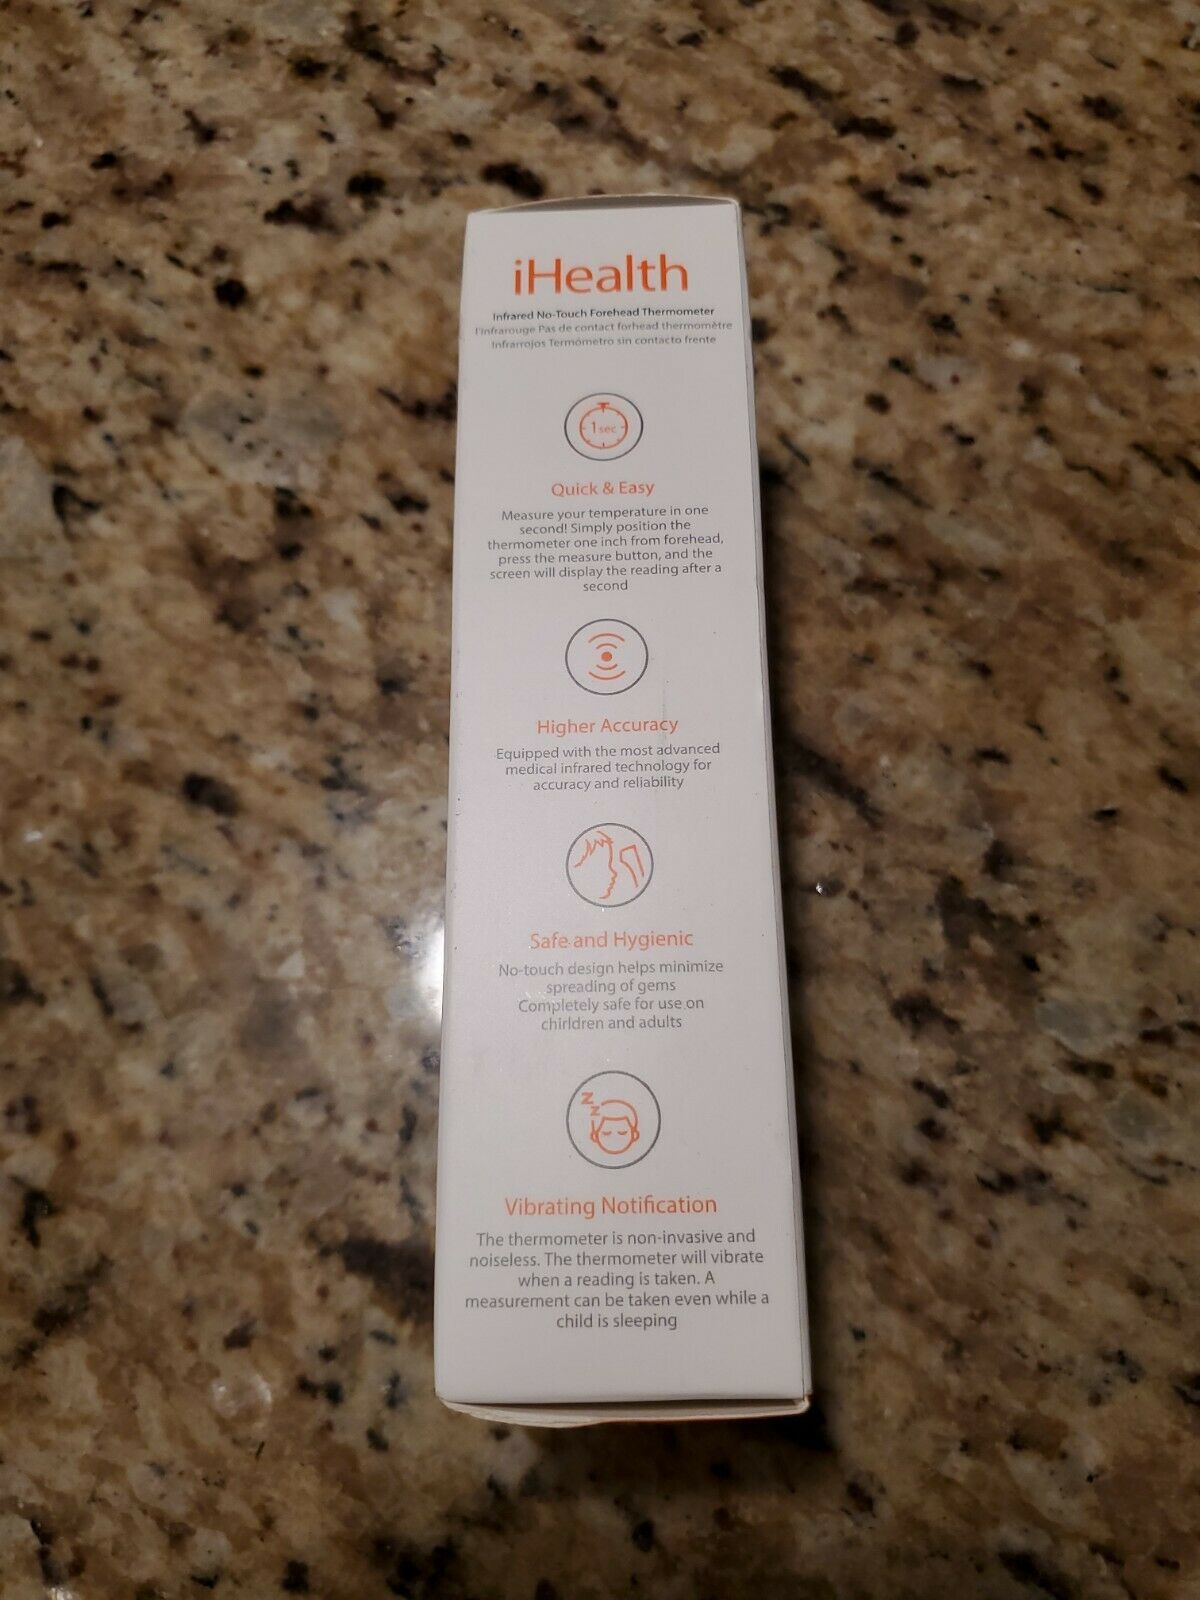 iHealth
Infrared No-Touch Forehead Thermometer
l'infrarouge Pas de contact forhead thermomètre
Infrarrojos Termómetro sin contacto frente
1 sec
Quick & Easy
Measure your temperature in one
second! Simply position the
thermometer one inch from forehead,
press the measure button, and the
screen will display the reading after a
second
Higher Accuracy
Equipped with the most advanced
medical infrared technology for
accuracy and reliability
Safe and Hygienic
No-touch design helps minimize
spreading of gems
Completely safe for use on
chirldren and adults
z
z
Vibrating Notification
The thermometer is non-invasive and
noiseless. The thermometer will vibrate
when a reading is taken. A
measurement can be taken even while a
child is sleeping